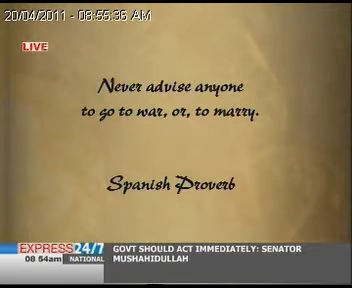 20/04/2011 - 08:55:36 AM
LIVE
Never advise anyone
to go to war, or, to marry.
Spanish Proverb
EXPRESS 24/7
08 54am NATIONAL
GOVT SHOULD ACT IMMEDIATELY: SENATOR
MUSHAHIDULLAH